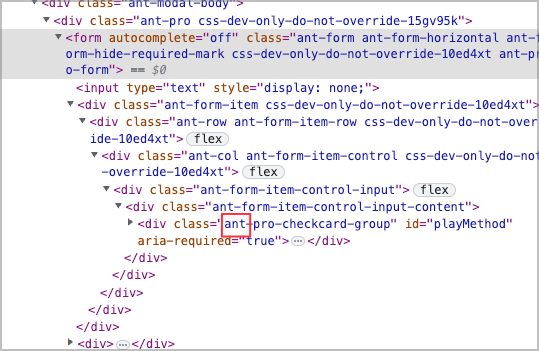 <div class="ant-modal-body">
<div class="ant-pro css-dev-only-do-not-override-15gv95k">
<form autocomplete="off" class="ant-form ant-form-horizontal ant-f
orm-hide-required-mark css-dev-only-do-not-override-10ed4xt ant-pr
o-form"> == $0
<input type="text" style="display: none;">
<div class="ant-form-item css-dev-only-do-not-override-10ed4xt">
<div class="ant-row ant-form-item-row css-dev-only-do-not-over
ride-10ed4xt"> flex
<div class="ant-col ant-form-item-control css-dev-only-do-not
-override-10ed4xt"> flex
<div class="ant-form-item-control-input"> flex
<div class="ant-form-item-control-input-content">
<div class="ant-pro-checkcard-group" id="playMethod"
aria-required="true"> … </div>
</div>
</div>
</div>
</div>
</div>
<div> … </div>